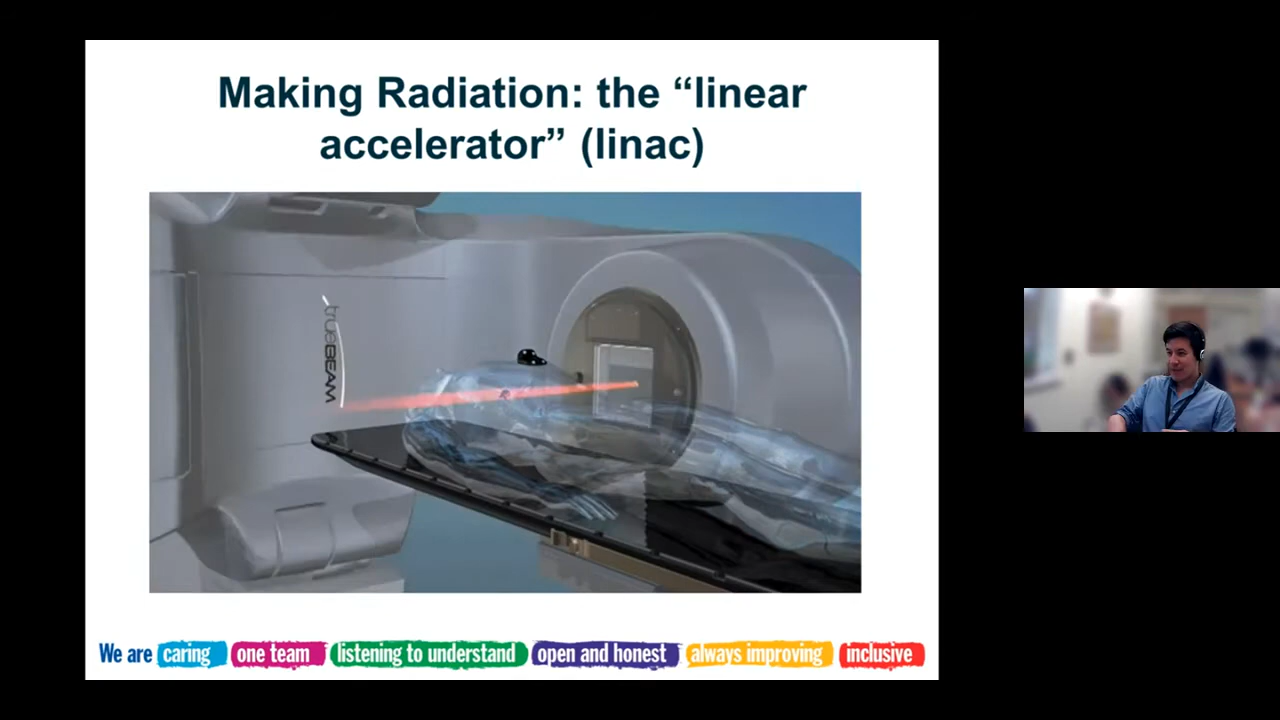 Making Radiation: the “linear
accelerator” (linac)
trueBEAM
We are caring one team listening to understand open and honest always improving inclusive